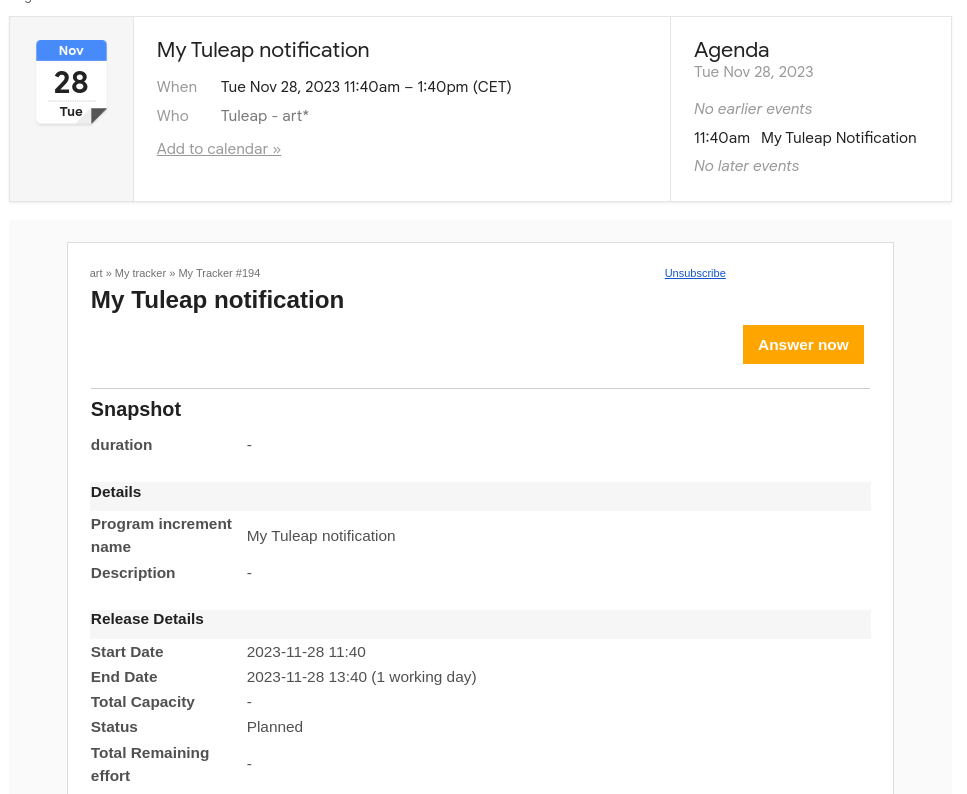 Nov
28
Tue
My Tuleap notification
When Tue Nov 28, 2023 11:40am – 1:40pm (CET)
Who Tuleap - art*
Add to calendar »
Agenda
Tue Nov 28, 2023
No earlier events
11:40am My Tuleap Notification
No later events
art » My tracker » My Tracker #194
Unsubscribe
My Tuleap notification
Answer now
Snapshot
duration -
Details
Program increment
name
My Tuleap notification
Description -
Release Details
Start Date 2023-11-28 11:40
End Date 2023-11-28 13:40 (1 working day)
Total Capacity -
Status Planned
Total Remaining
effort
-